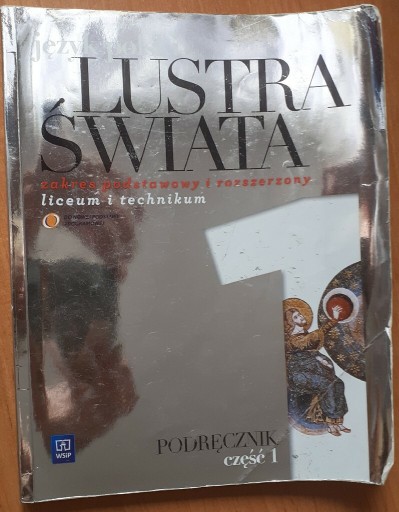 język polski
LUSTRA
ŚWIATA
zakres podstawowy i rozszerzony
liceum i technikum
1
WSiP
PODRĘCZNIK
część 1